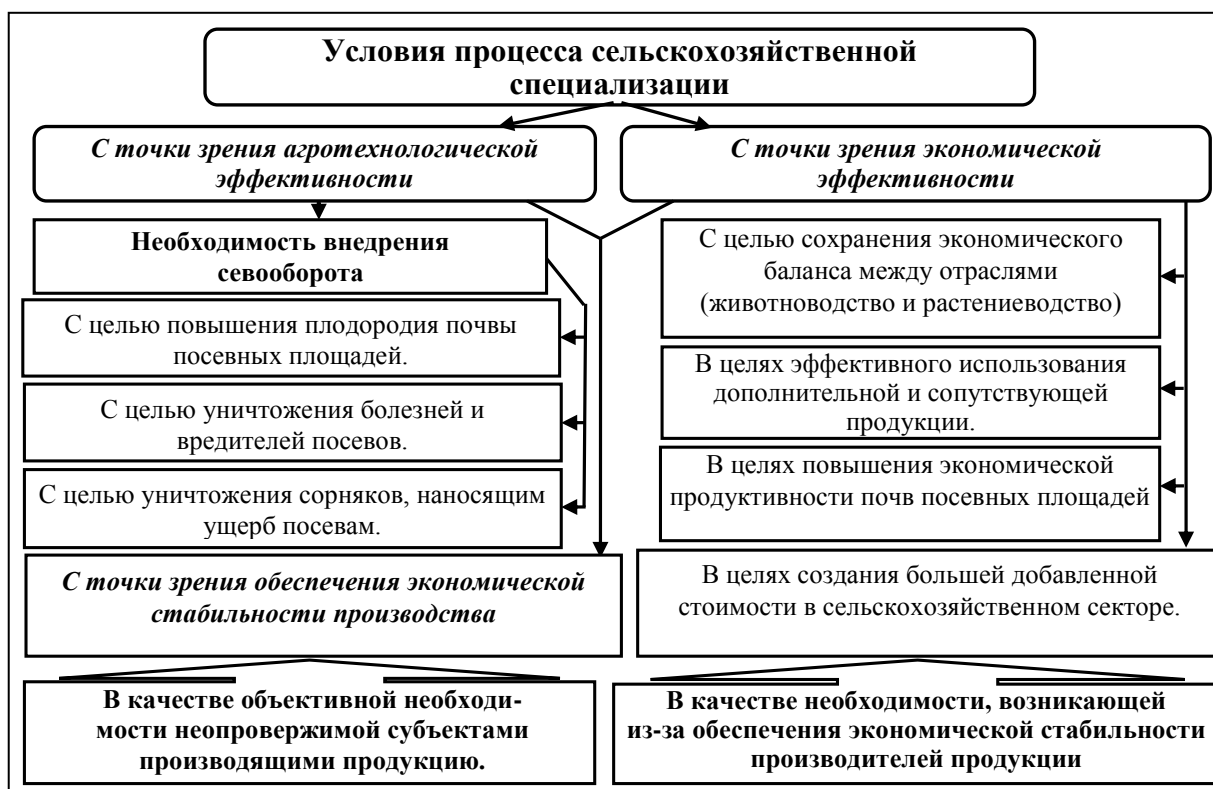 Условия процесса сельскохозяйственной
специализации
С точки зрения агротехнологической
эффективности
С точки зрения экономической
эффективности
Необходимость внедрения
севооборота
С целью повышения плодородия почвы
посевных площадей.
С целью уничтожения болезней и
вредителей посевов.
С целью уничтожения сорняков, наносящим
ущерб посевам.
С целью сохранения экономического
баланса между отраслями
(животноводство и растениеводство)
В целях эффективного использования
дополнительной и сопутствующей
продукции.
В целях повышения экономической
продуктивности почв посевных площадей
С точки зрения обеспечения экономической
стабильности производства
В целях создания большей добавленной
стоимости в сельскохозяйственном секторе.
В качестве объективной необходи-
мости неопровержимой субъектами
производящими продукцию.
В качестве необходимости, возникающей
из-за обеспечения экономической стабильности
производителей продукции